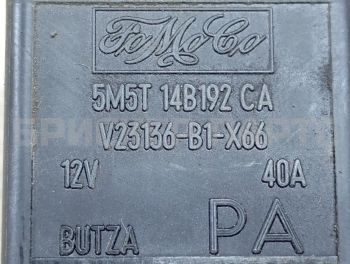 FoMoCo
5M5T 14B192 CA
V23136-B1-X66
12V 40A
BUTZA PA